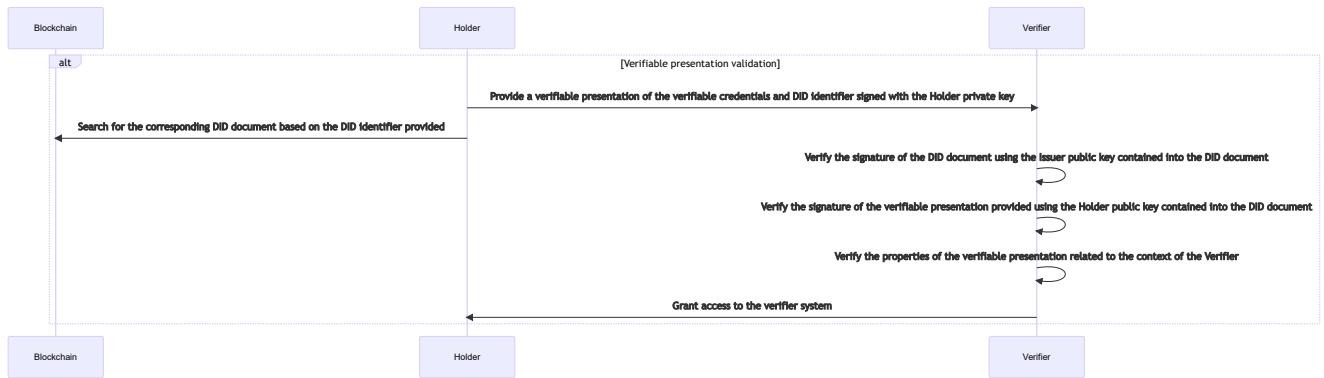 Blockchain
Holder
Verifier
alt
[Verifiable presentation validation]
Provide a verifiable presentation of the verifiable credentials and DID identifier signed with the Holder private key
Search for the corresponding DID document based on the DID identifier provided
Verify the signature of the DID document using the Issuer public key contained into the DID document
Verify the signature of the verifiable presentation provided using the Holder public key contained into the DID document
Verify the properties of the verifiable presentation related to the context of the Verifier
Grant access to the verifier system
Blockchain
Holder
Verifier